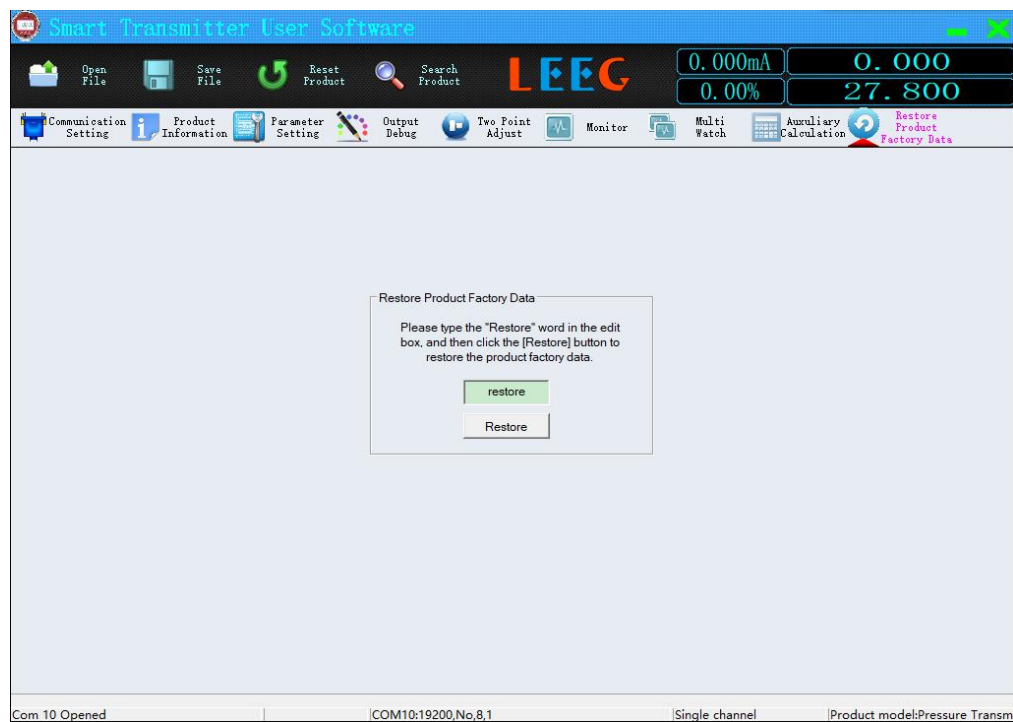 Smart Transmitter User Software
Open File
Save File
Reset Product
Search Product
LEEG
0.000mA
0.000
0.00%
27.800
Communication Setting
Product Information
Parameter Setting
Output Debug
Two Point Adjust
Monitor
Multi Watch
Auxuliary Calculation
Restore Product Factory Data
Restore Product Factory Data
Please type the "Restore" word in the edit
box, and then click the [Restore] button to
restore the product factory data.
restore
Restore
Com 10 Opened
COM10:19200,No,8,1
Single channel
Product model:Pressure Transm